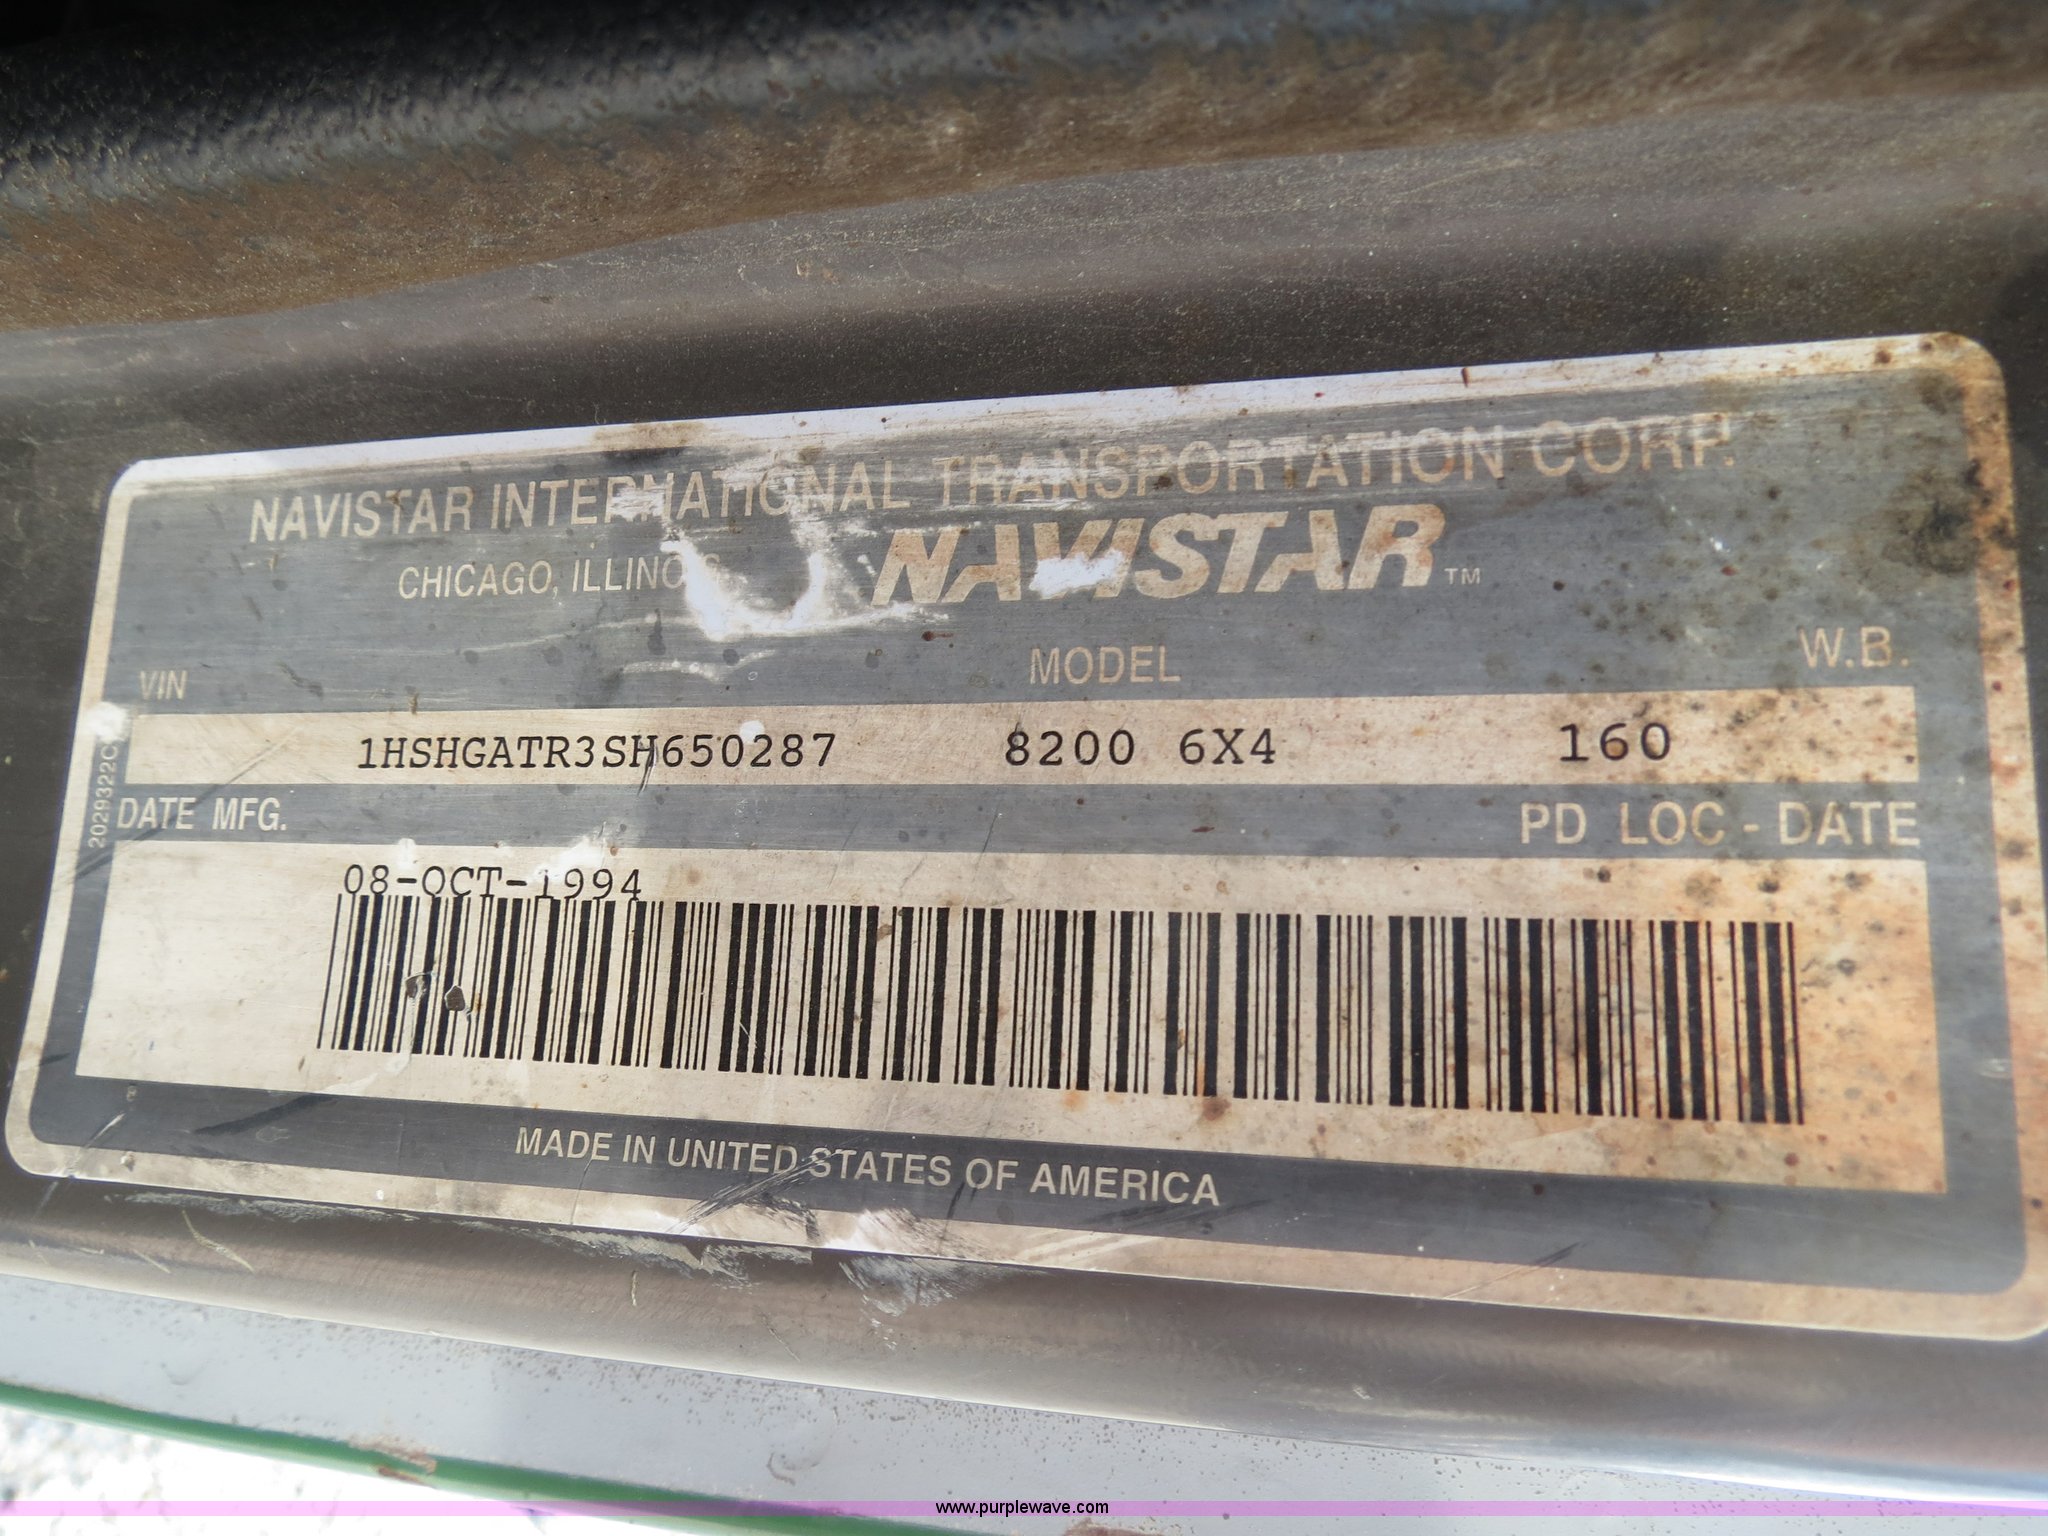 NAVISTAR INTERNATIONAL TRANSPORTATION CORP.
CHICAGO, ILLINOIS NAVISTAR TM
VIN MODEL W.B.
1HSHGATR3SH650287 8200 6X4 160
2029322C
DATE MFG. PD LOC - DATE
08-OCT-1994
MADE IN UNITED STATES OF AMERICA
www.purplewave.com